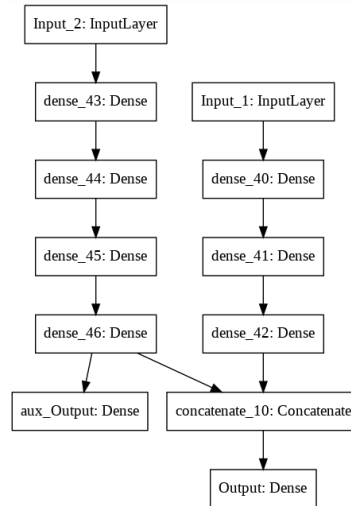 Input_2: InputLayer
dense_43: Dense
Input_1: InputLayer
dense_44: Dense
dense_40: Dense
dense_45: Dense
dense_41: Dense
dense_46: Dense
dense_42: Dense
aux_Output: Dense
concatenate_10: Concatenate
Output: Dense